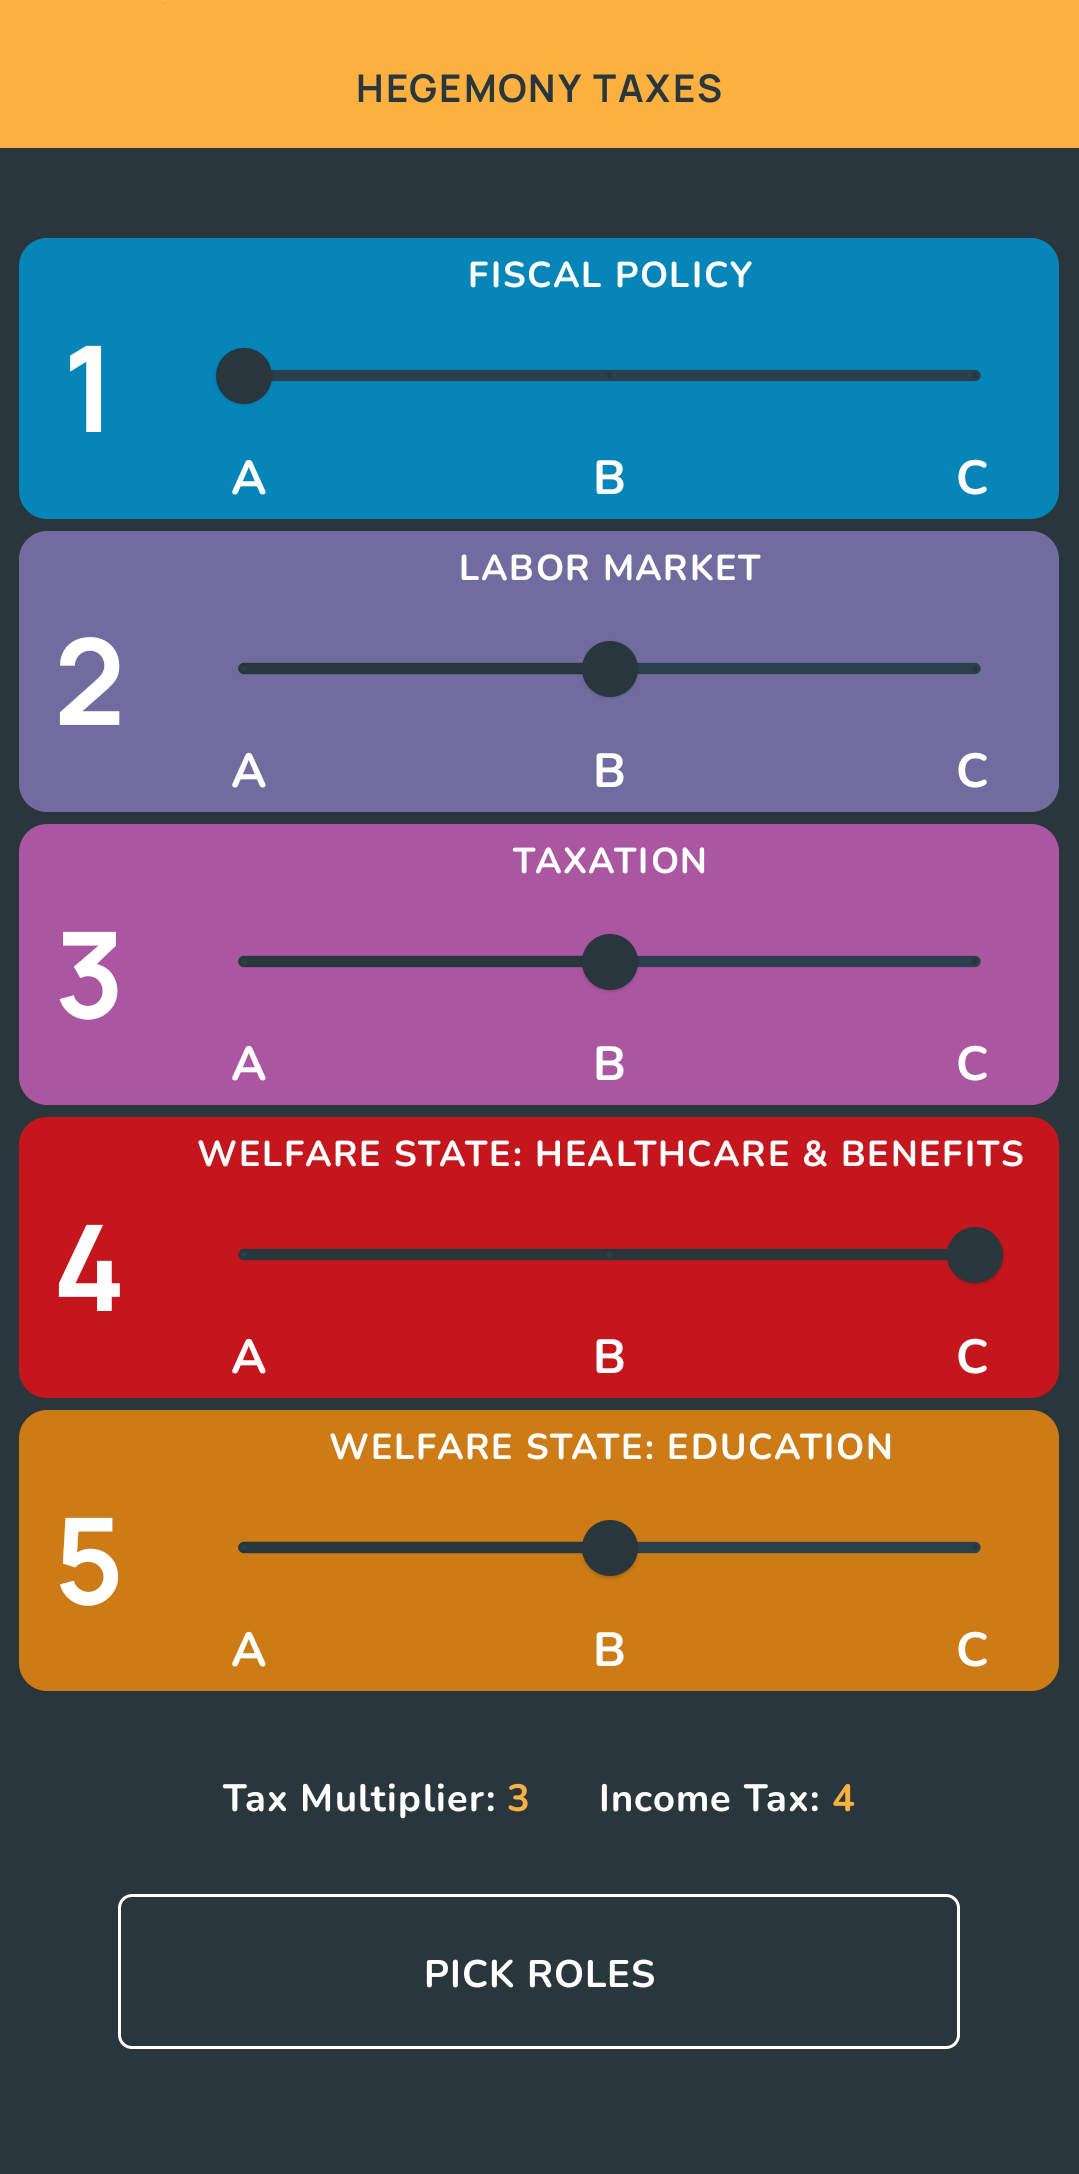 HEGEMONY TAXES
FISCAL POLICY
1
A B C
LABOR MARKET
2
A B C
TAXATION
3
A B C
WELFARE STATE: HEALTHCARE & BENEFITS
4
A B C
WELFARE STATE: EDUCATION
5
A B C
Tax Multiplier: 3 Income Tax: 4
PICK ROLES